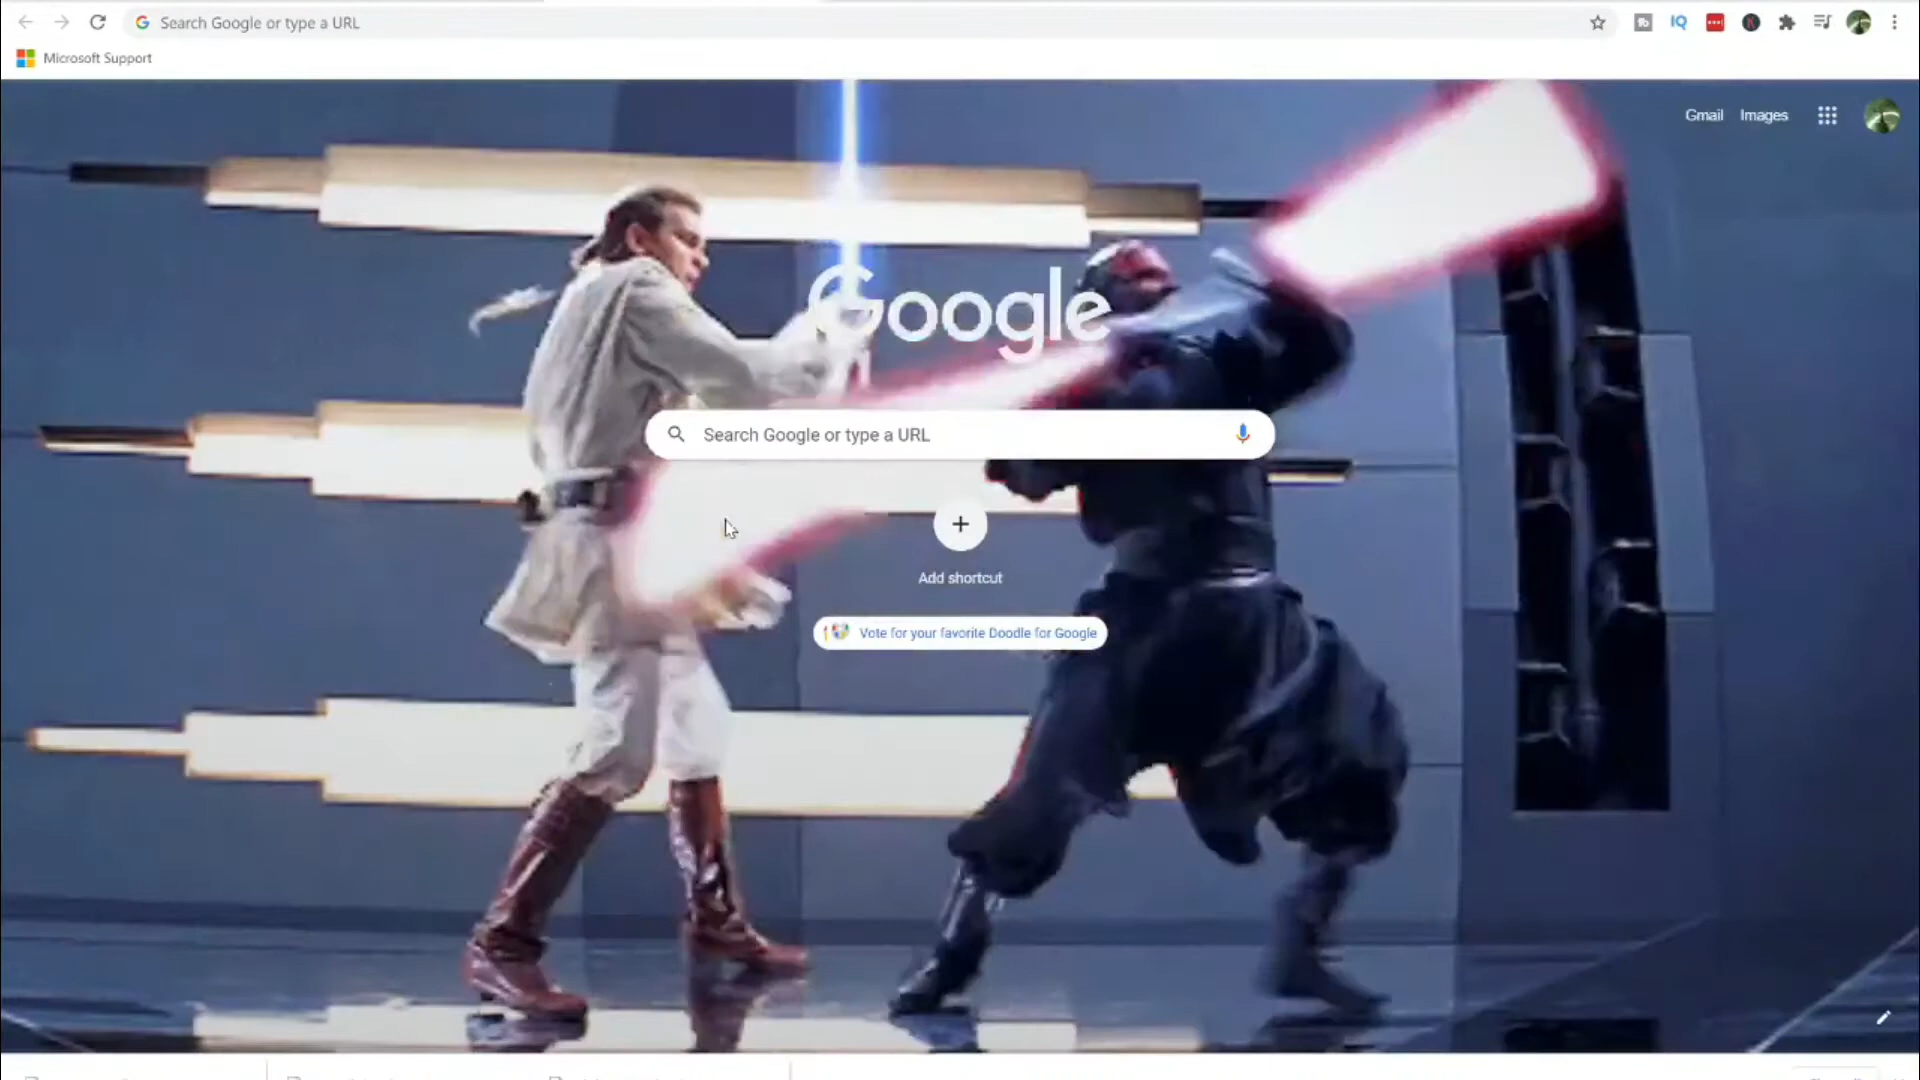 Search Google or type a URL
IQ
Microsoft Support
Gmail Images
Google
Search Google or type a URL
Add shortcut
Vote for your favorite Doodle for Google